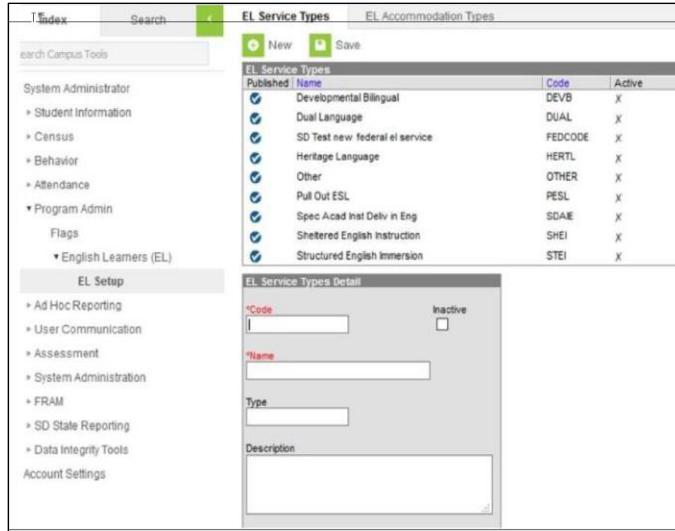 Index
Search
EL Service Types
EL Accommodation Types
New
Save
earch Campus Tools
System Administrator
Student Information
Census
Behavior
Attendance
Program Admin
Flags
English Learners (EL)
EL Setup
Ad Hoc Reporting
User Communication
Assessment
System Administration
FRAM
SD State Reporting
Data Integrity Tools
Account Settings
EL Service Types
Published Name Code Active
Developmental Bilingual DEVB X
Dual Language DUAL X
SD Test new federal el service FEDCODE X
Heritage Language HERTL X
Other OTHER X
Pull Out ESL PESL X
Spec Acad Inst Deliv in Eng SDAIE X
Sheltered English Instruction SHEI X
Structured English Immersion STEI X
EL Service Types Detail
*Code Inactive
*Name
Type
Description